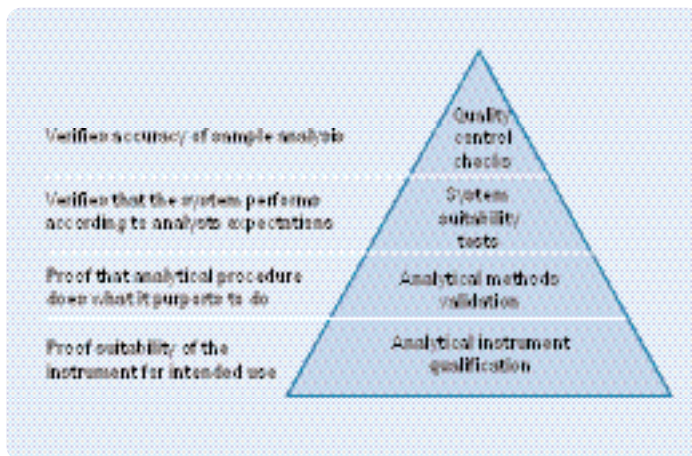 Quality
control
checks
Verifies accuracy of sample analysis
System
suitability
tests
Verifies that the system performs
according to analysts expectations
Analytical methods
validation
Proof that analytical procedure
does what it purports to do
Analytical instrument
qualification
Proof suitability of the
instrument for intended use